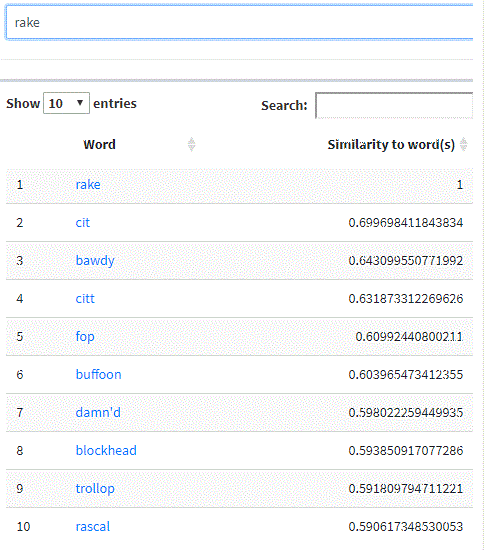 rake
Show 10 entries Search:
Word Similarity to word(s)
1 rake 1
2 cit 0.699698411843834
3 bawdy 0.643099550771992
4 citt 0.631873312269626
5 fop 0.60992440800211
6 buffoon 0.603965473412355
7 damn'd 0.598022259449935
8 blockhead 0.593850917077286
9 trollop 0.591809794711221
10 rascal 0.590617348530053